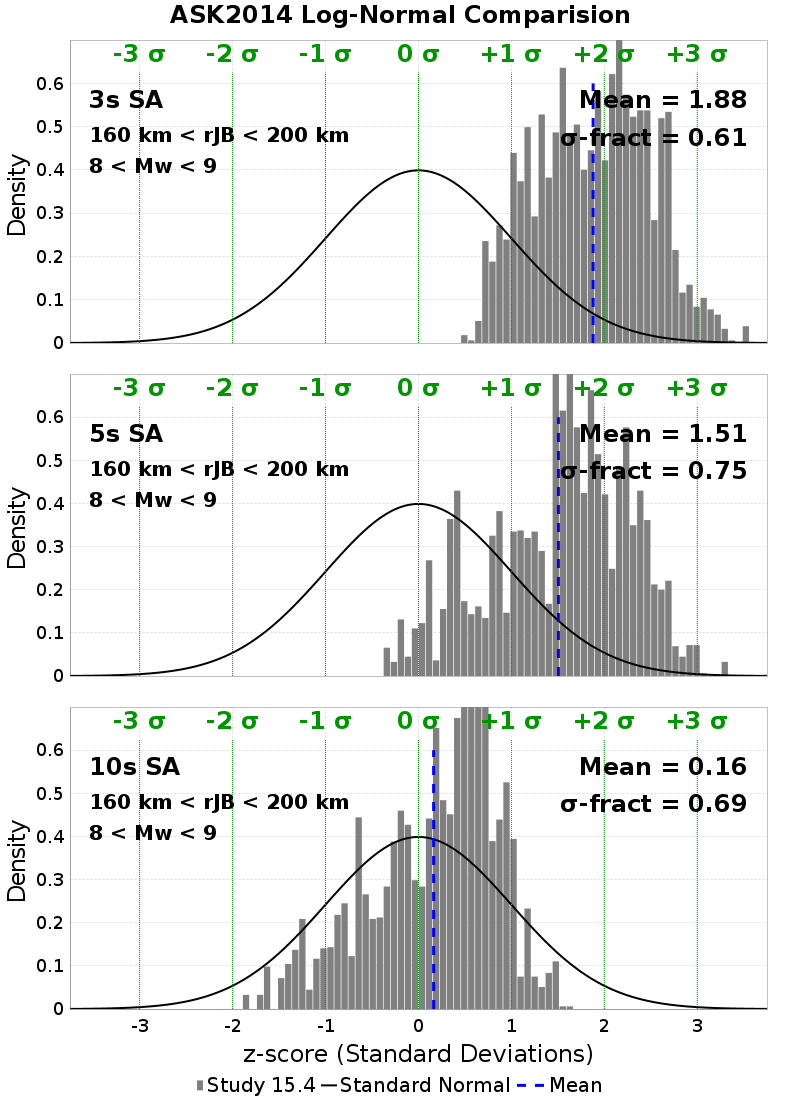 ASK2014 Log-Normal Comparision
-3 σ -2 σ -1 σ 0 σ +1 σ +2 σ +3 σ
3s SA
160 km < rJB < 200 km
8 < Mw < 9
Mean = 1.88
σ-fract = 0.61
Density
0.6
0.5
0.4
0.3
0.2
0.1
0
-3 σ -2 σ -1 σ 0 σ +1 σ +2 σ +3 σ
5s SA
160 km < rJB < 200 km
8 < Mw < 9
Mean = 1.51
σ-fract = 0.75
Density
0.6
0.5
0.4
0.3
0.2
0.1
0
-3 σ -2 σ -1 σ 0 σ +1 σ +2 σ +3 σ
10s SA
160 km < rJB < 200 km
8 < Mw < 9
Mean = 0.16
σ-fract = 0.69
Density
0.6
0.5
0.4
0.3
0.2
0.1
0
-3 -2 -1 0 1 2 3
z-score (Standard Deviations)
Study 15.4 Standard Normal Mean